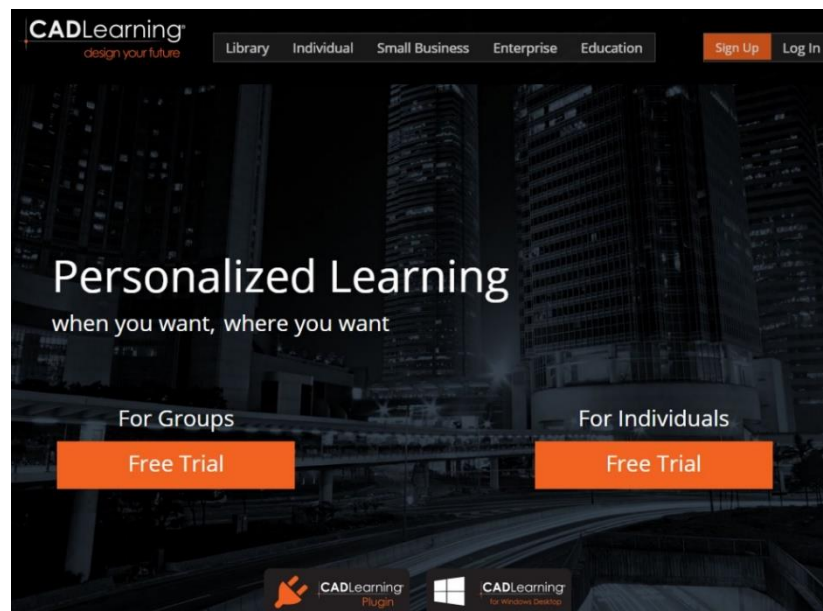 CADLearning®
design your future
Library Individual Small Business Enterprise Education
Sign Up Log In
Personalized Learning
when you want, where you want
For Groups
Free Trial
For Individuals
Free Trial
CADLearning®
Plugin
CADLearning®
for Windows Desktop